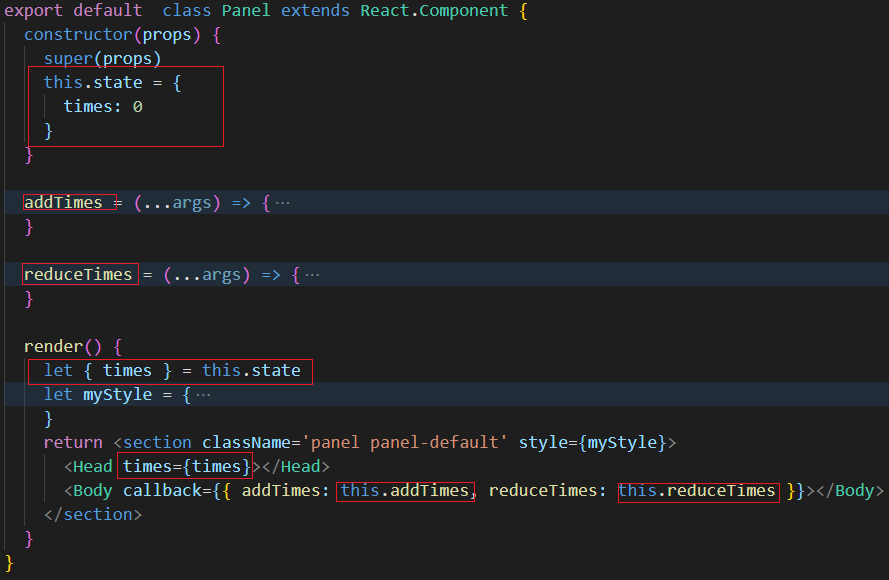 export default  class Panel extends React.Component {
  constructor(props) {
    super(props)
    this.state = {
      times: 0
    }
  }
  addTimes = (...args) => {⋯
  }
  reduceTimes = (...args) => {⋯
  }
  render() {
    let { times } = this.state
    let myStyle = {⋯
    }
    return <section className='panel panel-default' style={myStyle}>
      <Head times={times}></Head>
      <Body callback={{ addTimes: this.addTimes, reduceTimes: this.reduceTimes }}></Body>
    </section>
  }
}